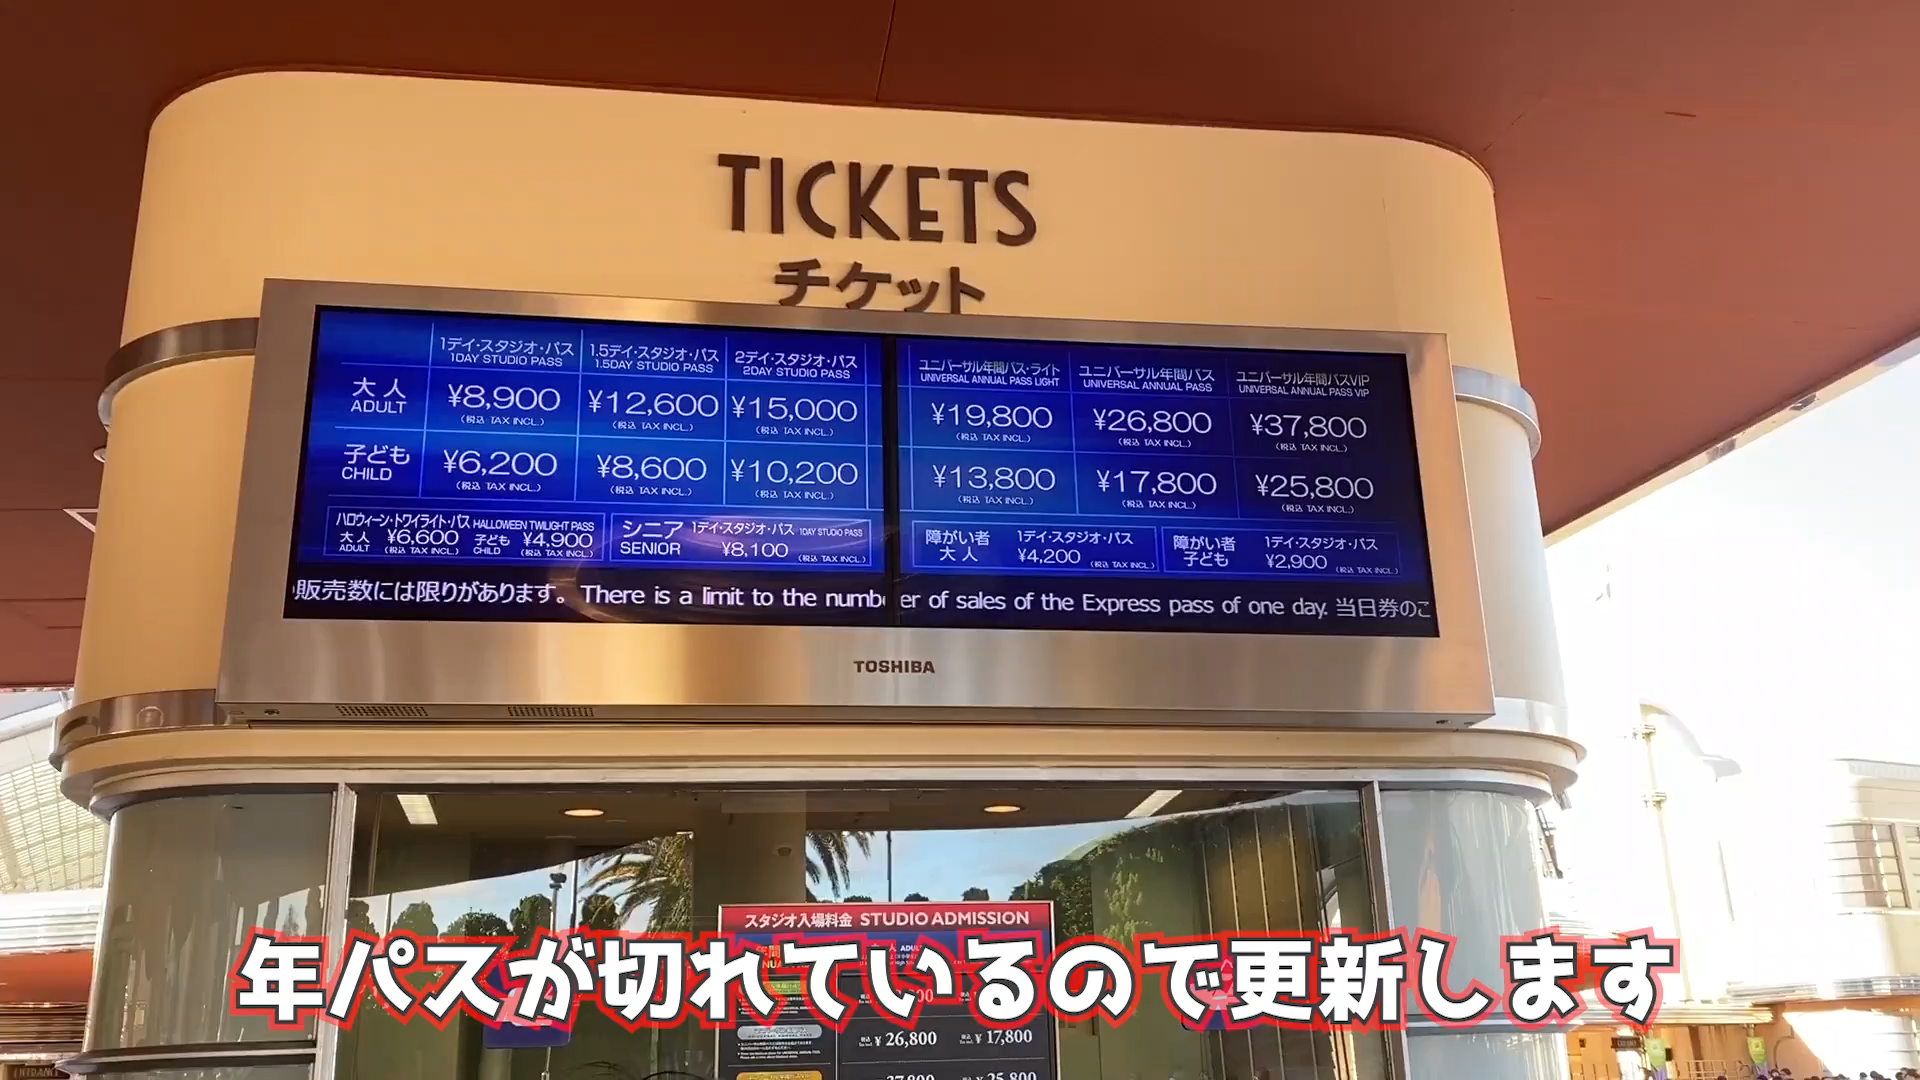 TICKETS
チケット
1デイ・スタジオ・パス
1DAY STUDIO PASS
1.5デイ・スタジオ・パス
1.5DAY STUDIO PASS
2デイ・スタジオ・パス
2DAY STUDIO PASS
ユニバーサル年間パス・ライト
UNIVERSAL ANNUAL PASS LIGHT
ユニバーサル年間パス
UNIVERSAL ANNUAL PASS
ユニバーサル年間パスVIP
UNIVERSAL ANNUAL PASS VIP
大人
ADULT
¥8,900
(税込 TAX INCL.)
¥12,600
(税込 TAX INCL.)
¥15,000
(税込 TAX INCL.)
¥19,800
(税込 TAX INCL.)
¥26,800
(税込 TAX INCL.)
¥37,800
(税込 TAX INCL.)
子ども
CHILD
¥6,200
(税込 TAX INCL.)
¥8,600
(税込 TAX INCL.)
¥10,200
(税込 TAX INCL.)
¥13,800
(税込 TAX INCL.)
¥17,800
(税込 TAX INCL.)
¥25,800
(税込 TAX INCL.)
ハロウィーン・トワイライト・パス HALLOWEEN TWILIGHT PASS
大人 ADULT ¥6,600 (税込 TAX INCL.) 子ども CHILD ¥4,900 (税込 TAX INCL.)
シニア SENIOR
1デイ・スタジオ・パス 1DAY STUDIO PASS
¥8,100 (税込 TAX INCL.)
障がい者 大人
1デイ・スタジオ・パス
¥4,200 (税込 TAX INCL.)
障がい者 子ども
1デイ・スタジオ・パス
¥2,900 (税込 TAX INCL.)
販売数には限りがあります。 There is a limit to the number of sales of the Express pass of one day. 当日券のこ
TOSHIBA
スタジオ入場料金 STUDIO ADMISSION
年パスが切れているので更新します
¥ 26,800
¥ 17,800
37,800
25,800